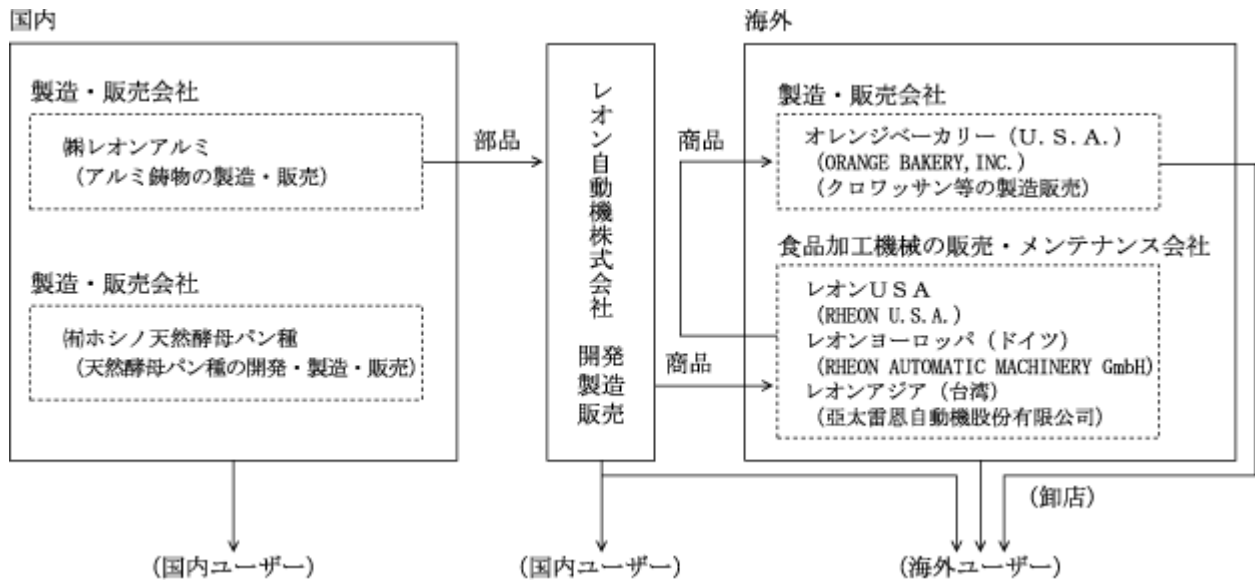 国内
製造・販売会社
㈱レオンアルミ
(アルミ鋳物の製造・販売)
製造・販売会社
㈲ホシノ天然酵母パン種
(天然酵母パン種の開発・製造・販売)
部品
レオン自動機株式会社
開発
製造
販売
商品
商品
海外
製造・販売会社
オレンジベーカリー(U.S.A.)
(ORANGE BAKERY,INC.)
(クロワッサン等の製造販売)
食品加工機械の販売・メンテナンス会社
レオンUSA
(RHEON U.S.A.)
レオンヨーロッパ(ドイツ)
(RHEON AUTOMATIC MACHINERY GmbH)
レオンアジア(台湾)
(亞太雷恩自動機股份有限公司)
(卸店)
(国内ユーザー)
(国内ユーザー)
(海外ユーザー)